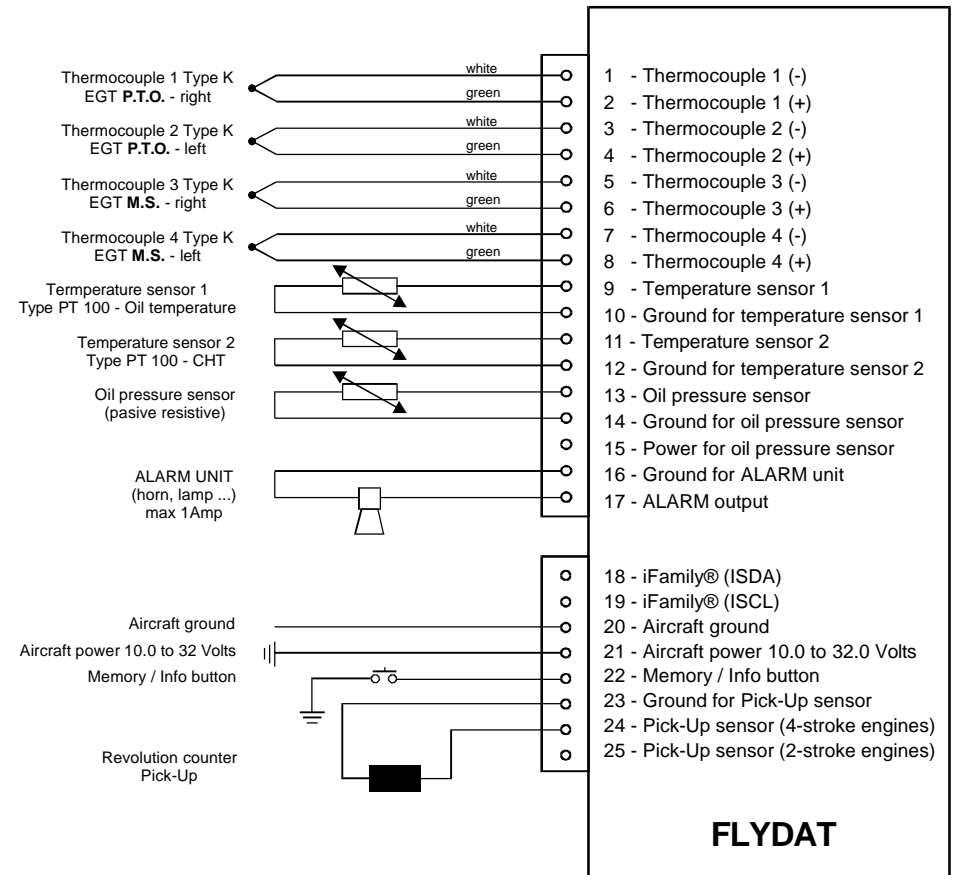 Thermocouple 1 Type K
EGT P.T.O. - right
white
green
1 - Thermocouple 1 (-)
2 - Thermocouple 1 (+)
Thermocouple 2 Type K
EGT P.T.O. - left
white
green
3 - Thermocouple 2 (-)
4 - Thermocouple 2 (+)
Thermocouple 3 Type K
EGT M.S. - right
white
green
5 - Thermocouple 3 (-)
6 - Thermocouple 3 (+)
Thermocouple 4 Type K
EGT M.S. - left
white
green
7 - Thermocouple 4 (-)
8 - Thermocouple 4 (+)
Termperature sensor 1
Type PT 100 - Oil temperature
9 - Temperature sensor 1
10 - Ground for temperature sensor 1
Temperature sensor 2
Type PT 100 - CHT
11 - Temperature sensor 2
12 - Ground for temperature sensor 2
Oil pressure sensor
(pasive resistive)
13 - Oil pressure sensor
14 - Ground for oil pressure sensor
15 - Power for oil pressure sensor
ALARM UNIT
(horn, lamp ...)
max 1Amp
16 - Ground for ALARM unit
17 - ALARM output
18 - iFamily® (ISDA)
19 - iFamily® (ISCL)
Aircraft ground
20 - Aircraft ground
Aircraft power 10.0 to 32 Volts
21 - Aircraft power 10.0 to 32.0 Volts
Memory / Info button
22 - Memory / Info button
23 - Ground for Pick-Up sensor
24 - Pick-Up sensor (4-stroke engines)
25 - Pick-Up sensor (2-stroke engines)
Revolution counter
Pick-Up
FLYDAT